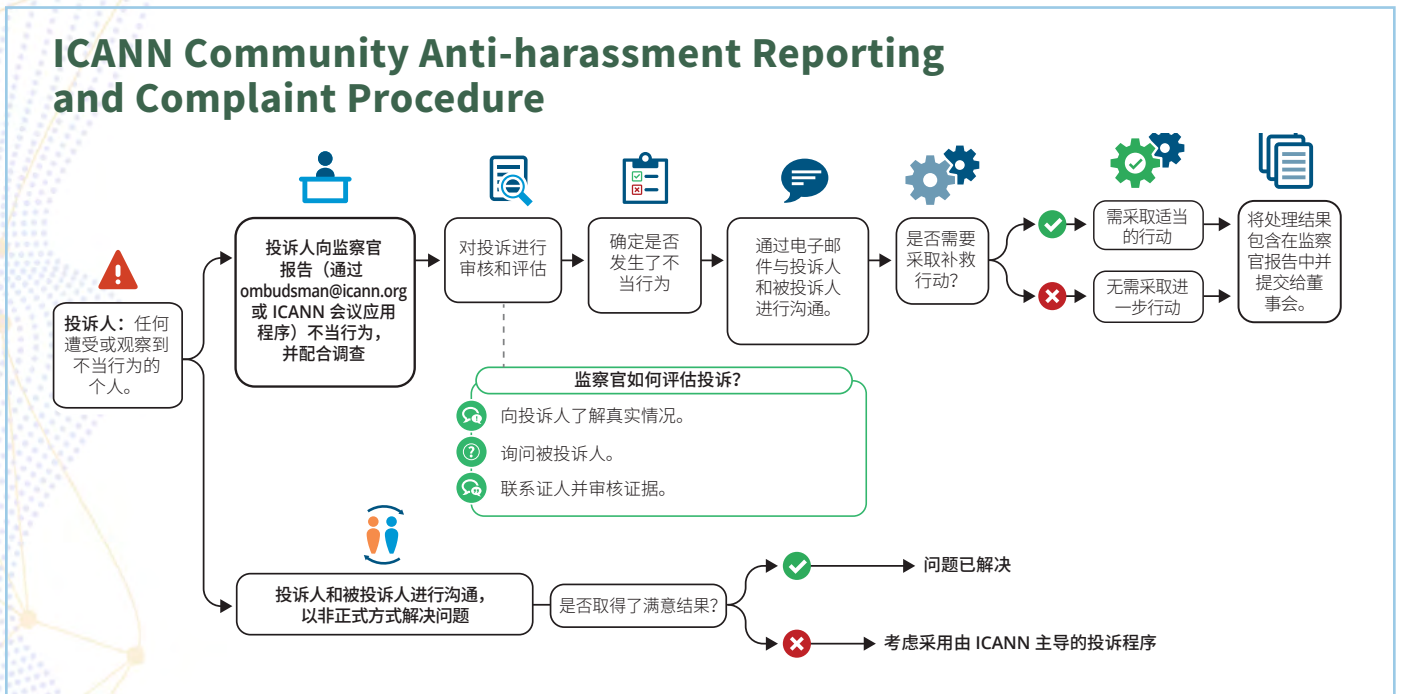 ICANN Community Anti-harassment Reporting
and Complaint Procedure
投诉人：任何
遭受或观察到
不当行为的
个人。
投诉人向监察官
报告（通过
ombudsman@icann.org
或 ICANN 会议应用
程序）不当行为，
并配合调查
对投诉进行
审核和评估
确定是否
发生了不
当行为
通过电子邮
件与投诉人
和被投诉人
进行沟通。
是否需要
采取补救
行动？
需采取适当
的行动
无需采取进
一步行动
将处理结果
包含在监察
官报告中并
提交给董
事会。
监察官如何评估投诉？
向投诉人了解真实情况。
询问被投诉人。
联系证人并审核证据。
投诉人和被投诉人进行沟通，
以非正式方式解决问题
是否取得了满意结果？
问题已解决
考虑采用由 ICANN 主导的投诉程序